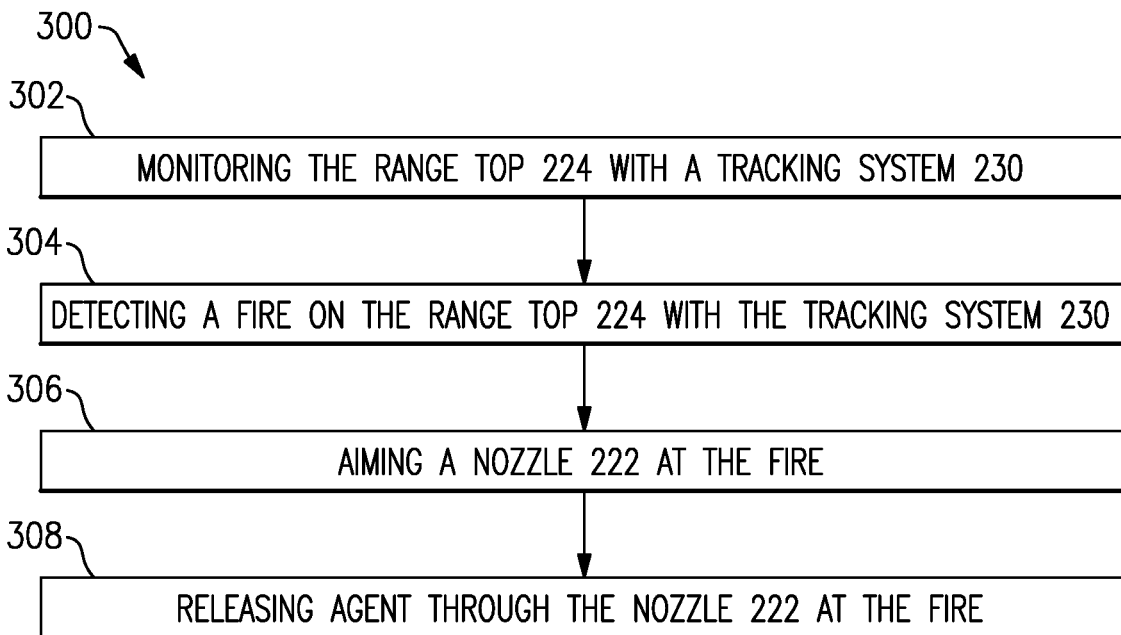 300
302
MONITORING THE RANGE TOP 224 WITH A TRACKING SYSTEM 230
304
DETECTING A FIRE ON THE RANGE TOP 224 WITH THE TRACKING SYSTEM 230
306
AIMING A NOZZLE 222 AT THE FIRE
308
RELEASING AGENT THROUGH THE NOZZLE 222 AT THE FIRE